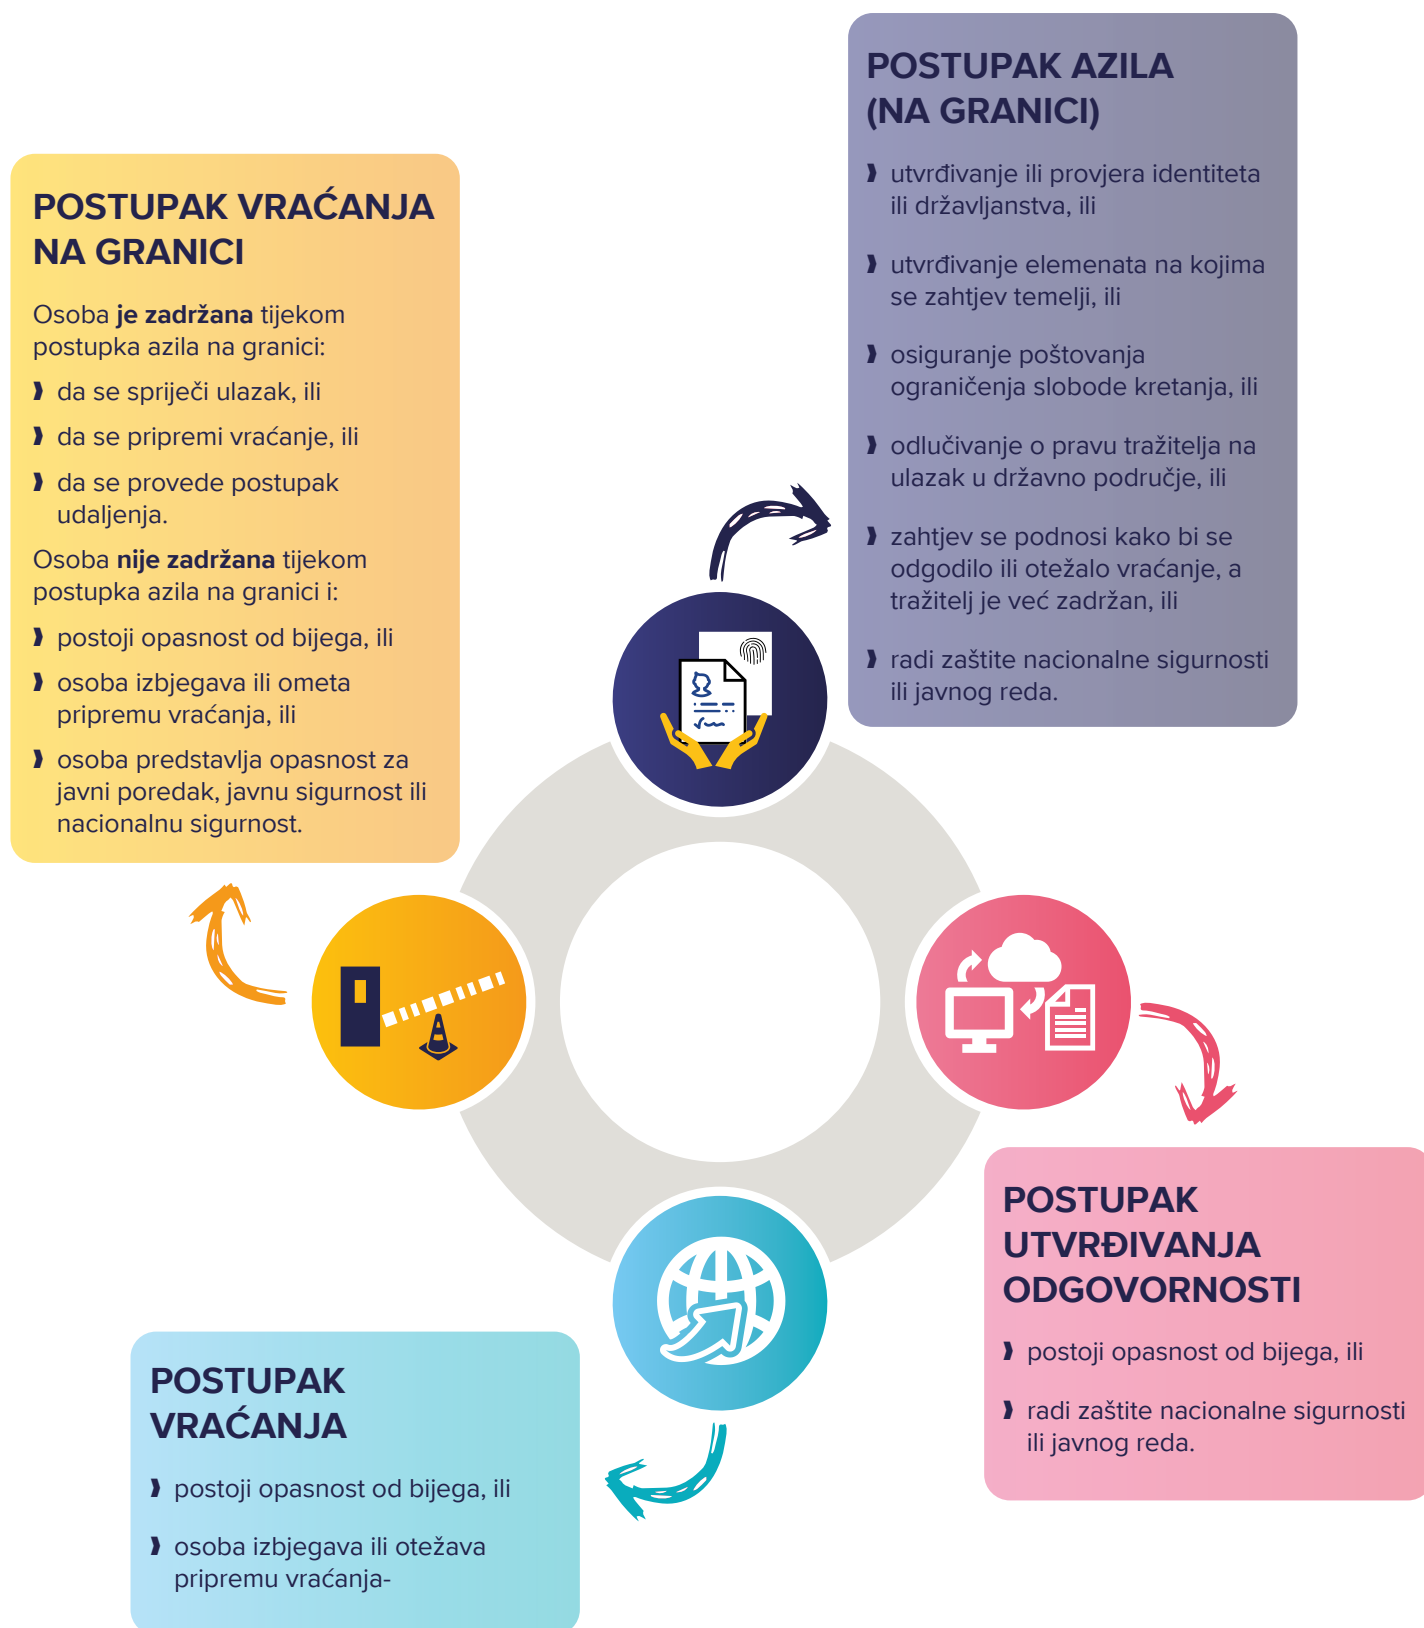 POSTUPAK AZILA
(NA GRANICI)
❱ utvrđivanje ili provjera identiteta
ili državljanstva, ili
❱ utvrđivanje elemenata na kojima
se zahtjev temelji, ili
❱ osiguranje poštovanja
ograničenja slobode kretanja, ili
❱ odlučivanje o pravu tražitelja na
ulazak u državno područje, ili
❱ zahtjev se podnosi kako bi se
odgodilo ili otežalo vraćanje, a
tražitelj je već zadržan, ili
❱ radi zaštite nacionalne sigurnosti
ili javnog reda.
POSTUPAK VRAĆANJA
NA GRANICI
Osoba je zadržana tijekom
postupka azila na granici:
❱ da se spriječi ulazak, ili
❱ da se pripremi vraćanje, ili
❱ da se provede postupak
udaljenja.
Osoba nije zadržana tijekom
postupka azila na granici i:
❱ postoji opasnost od bijega, ili
❱ osoba izbjegava ili ometa
pripremu vraćanja, ili
❱ osoba predstavlja opasnost za
javni poredak, javnu sigurnost ili
nacionalnu sigurnost.
POSTUPAK
UTVRĐIVANJA
ODGOVORNOSTI
❱ postoji opasnost od bijega, ili
❱ radi zaštite nacionalne sigurnosti
ili javnog reda.
POSTUPAK
VRAĆANJA
❱ postoji opasnost od bijega, ili
❱ osoba izbjegava ili otežava
pripremu vraćanja-